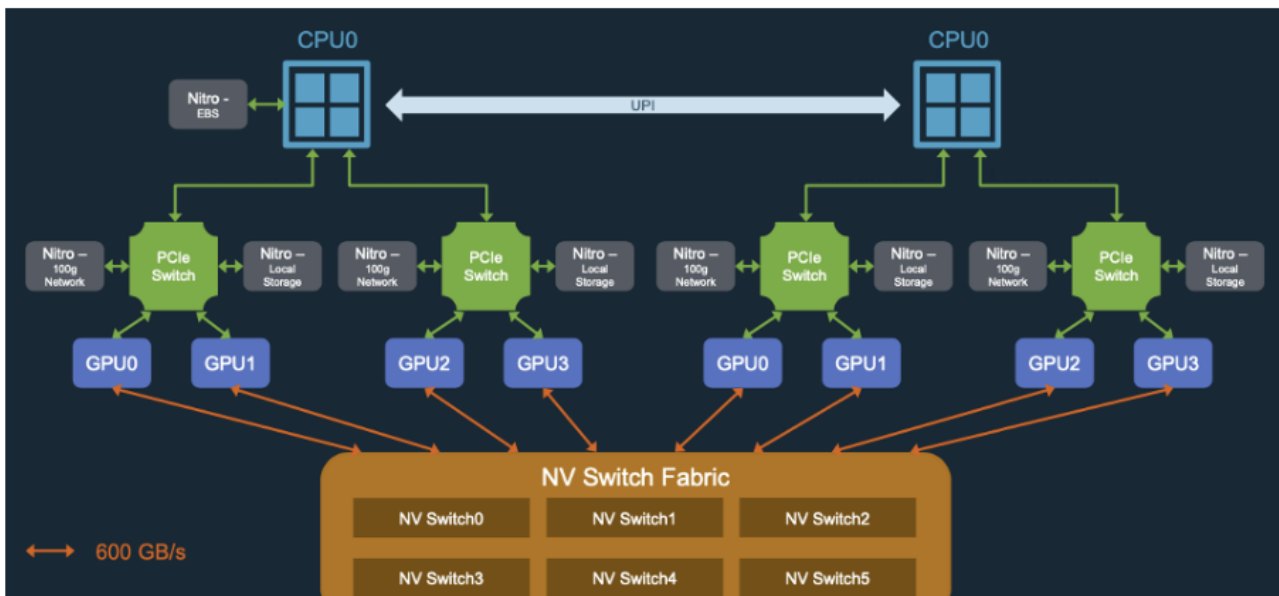 CPU0
CPU0
Nitro -
EBS
UPI
Nitro –
100g
Network
PCIe
Switch
Nitro –
Local
Storage
Nitro –
100g
Network
PCIe
Switch
Nitro –
Local
Storage
Nitro –
100g
Network
PCIe
Switch
Nitro –
Local
Storage
Nitro –
100g
Network
PCIe
Switch
Nitro –
Local
Storage
GPU0
GPU1
GPU2
GPU3
GPU0
GPU1
GPU2
GPU3
NV Switch Fabric
NV Switch0
NV Switch1
NV Switch2
600 GB/s
NV Switch3
NV Switch4
NV Switch5